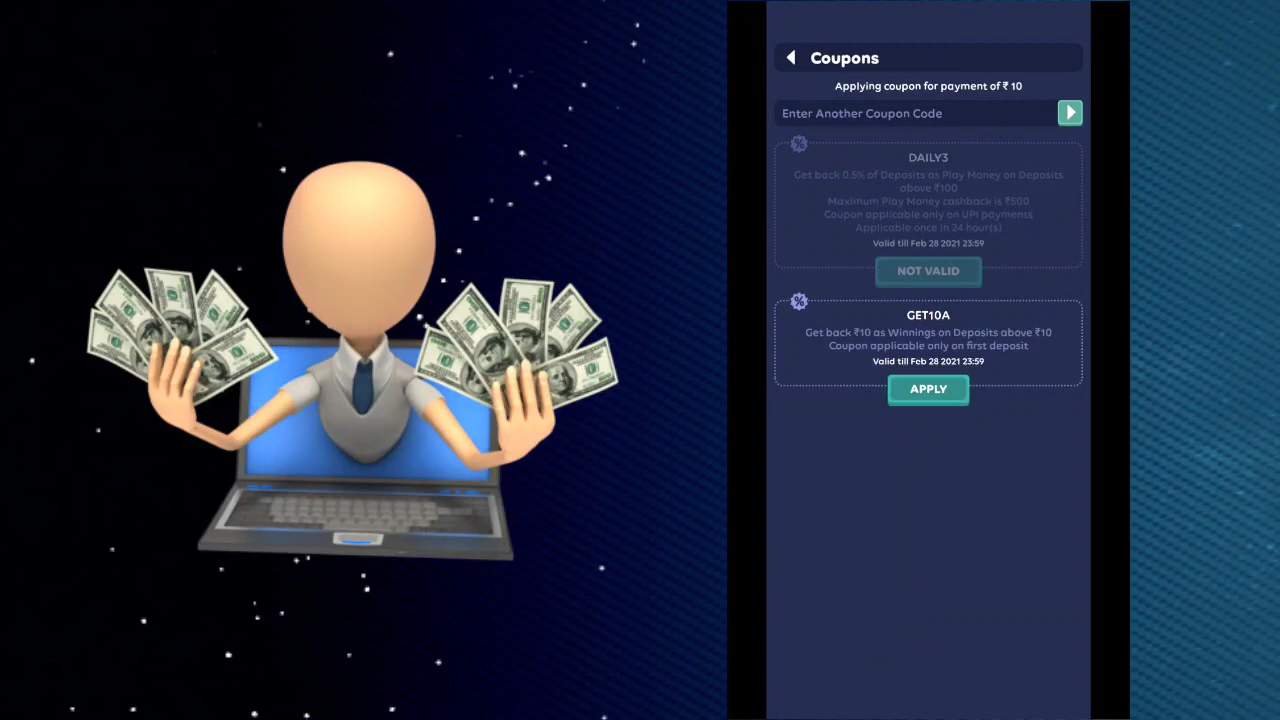 Coupons
Applying coupon for payment of ₹ 10
Enter Another Coupon Code
DAILY3
Get back 0.5% of Deposits as Play Money on Deposits
above ₹100
Maximum Play Money cashback is ₹500
Coupon applicable only on UPI payments
Applicable once in 24 hour(s)
Valid till Feb 28 2021 23:59
NOT VALID
GET10A
Get back ₹10 as Winnings on Deposits above ₹10
Coupon applicable only on first deposit
Valid till Feb 28 2021 23:59
APPLY